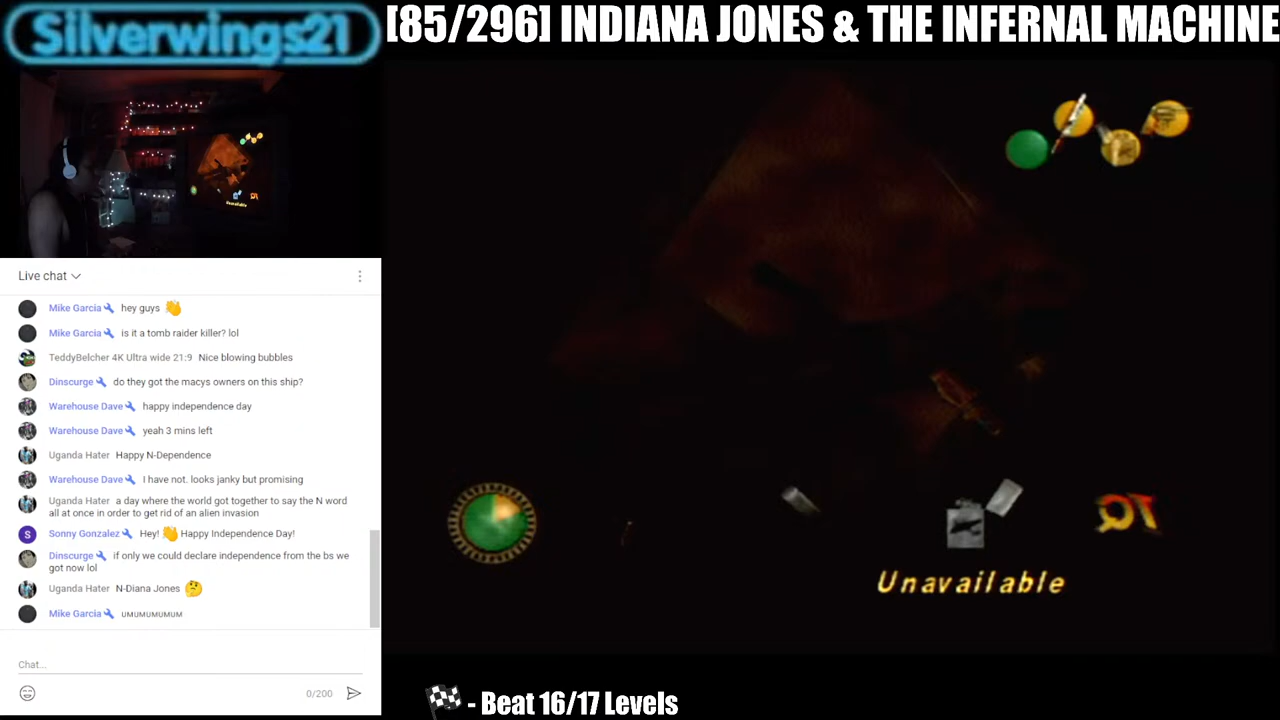 Silverwings21
[85/296] INDIANA JONES & THE INFERNAL MACHINE
Live chat
Mike Garcia hey guys 👋
Mike Garcia is it a tomb raider killer? lol
TeddyBelcher 4K Ultra wide 21:9 Nice blowing bubbles
Dinscurge do they got the macys owners on this ship?
Warehouse Dave happy independence day
Warehouse Dave yeah 3 mins left
Uganda Hater Happy N-Dependence
Warehouse Dave I have not. looks janky but promising
Uganda Hater a day where the world got together to say the N word
all at once in order to get rid of an alien invasion
S Sonny Gonzalez Hey! 👋 Happy Independence Day!
Dinscurge if only we could declare independence from the bs we
got now lol
Uganda Hater N-Diana Jones 🤔
Mike Garcia ᴜᴍᴜᴍᴜᴍᴜᴍᴜᴍ
Chat...
0/200
Unavailable
- Beat 16/17 Levels